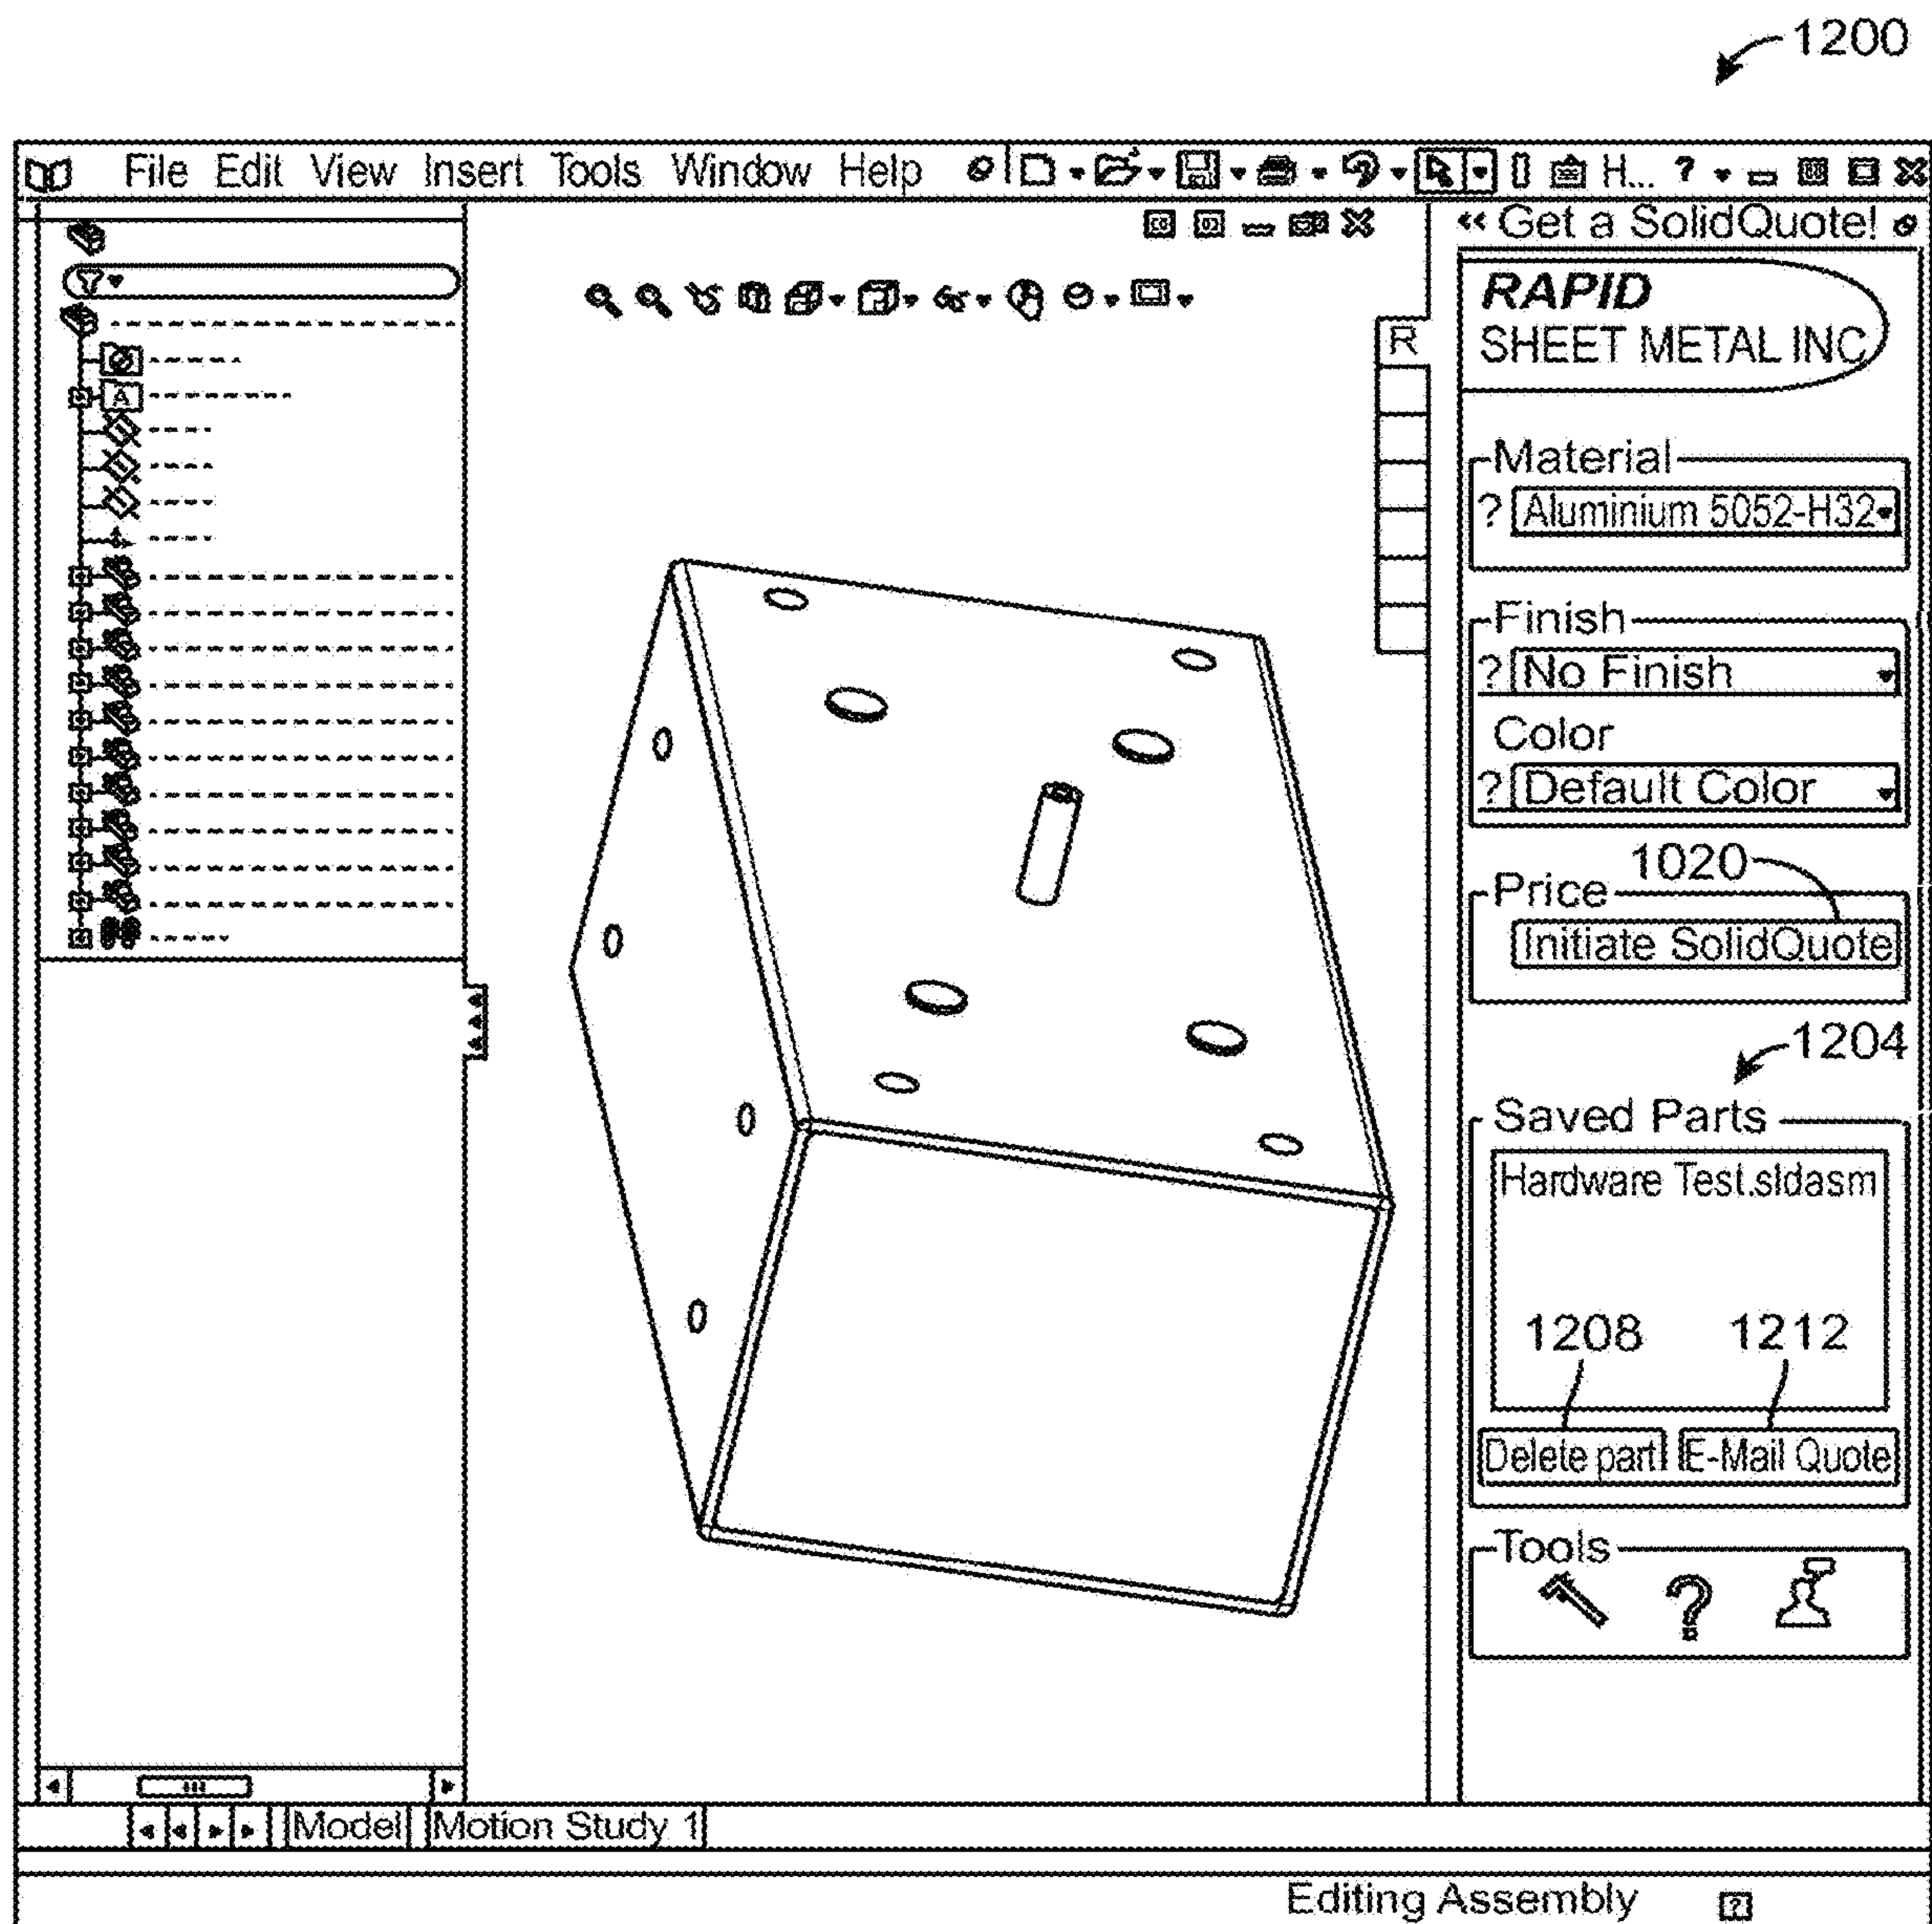 1200
File Edit View Insert Tools Window Help H... ?
« Get a SolidQuote!
RAPID
SHEET METAL INC
R
A
Material
? Aluminium 5052-H32
Finish
? No Finish
Color
? Default Color
1020
Price
Initiate SolidQuote
1204
Saved Parts
Hardware Test.sldasm
1208 1212
Delete part E-Mail Quote
Tools
?
Model Motion Study 1
Editing Assembly ?